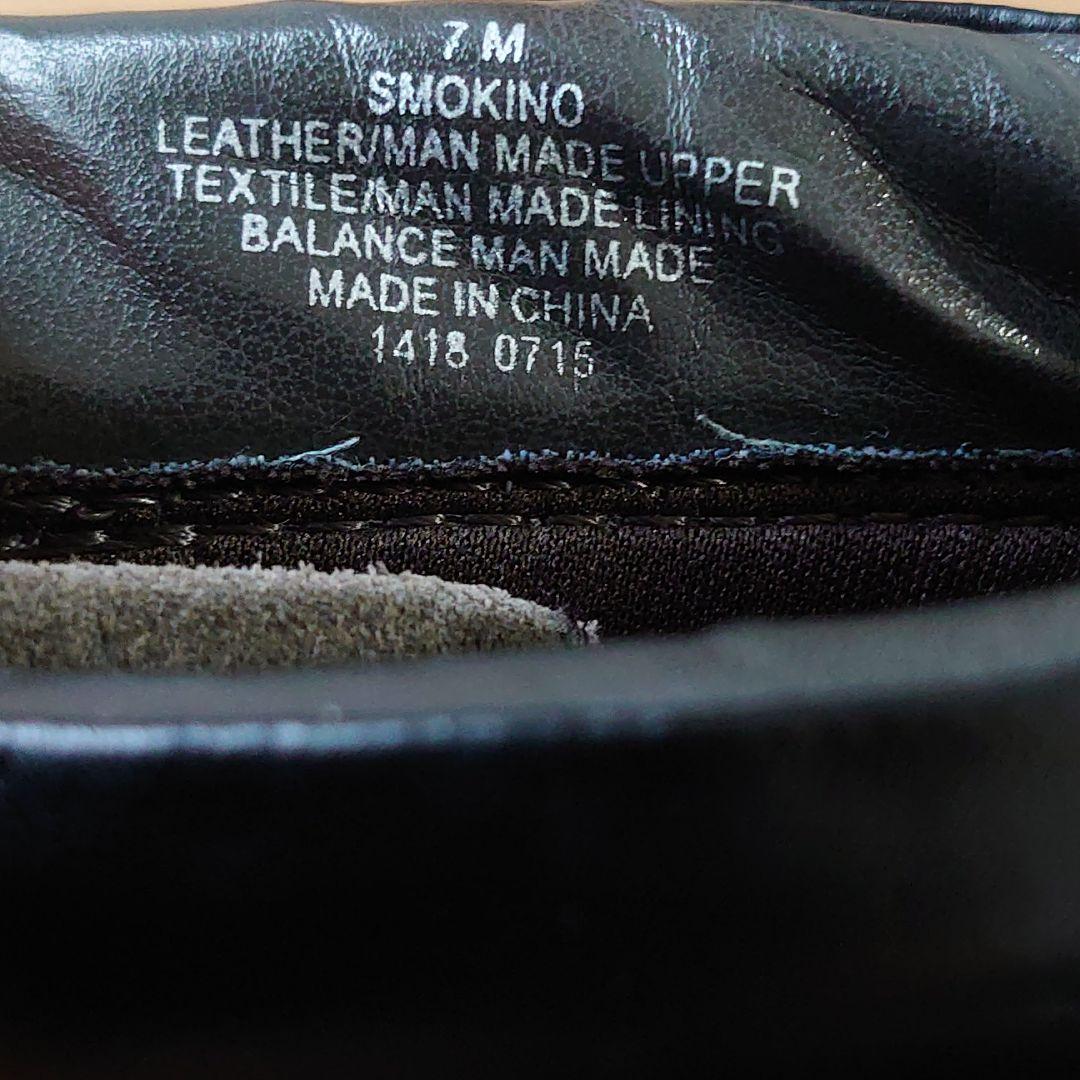 7 M
SMOKINO
LEATHER/MAN MADE UPPER
TEXTILE/MAN MADE LINING
BALANCE MAN MADE
MADE IN CHINA
1418 0715